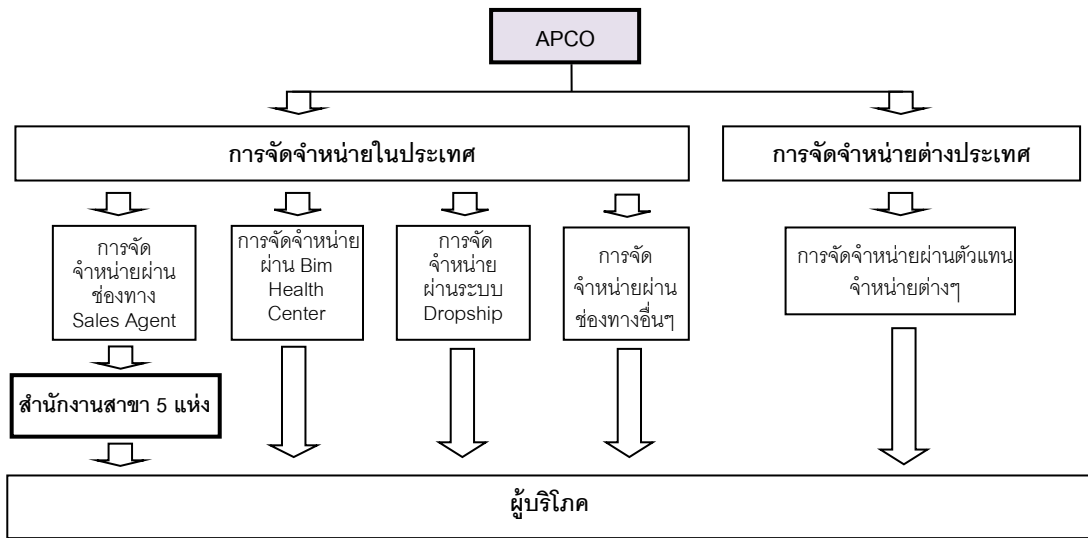 APCO
การจัดจำหน่ายในประเทศ
การจัดจำหน่ายต่างประเทศ
การจัด
จำหน่ายผ่าน
ช่องทาง
Sales Agent
การจัดจำหน่าย
ผ่าน Bim
Health
Center
การจัด
จำหน่าย
ผ่านระบบ
Dropship
การจัด
จำหน่ายผ่าน
ช่องทางอื่นๆ
การจัดจำหน่ายผ่านตัวแทน
จำหน่ายต่างๆ
สำนักงานสาขา 5 แห่ง
ผู้บริโภค